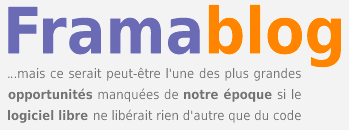 Framablog
...mais ce serait peut-être l'une des plus grandes
opportunités manquées de notre époque si le
logiciel libre ne libérait rien d'autre que du code